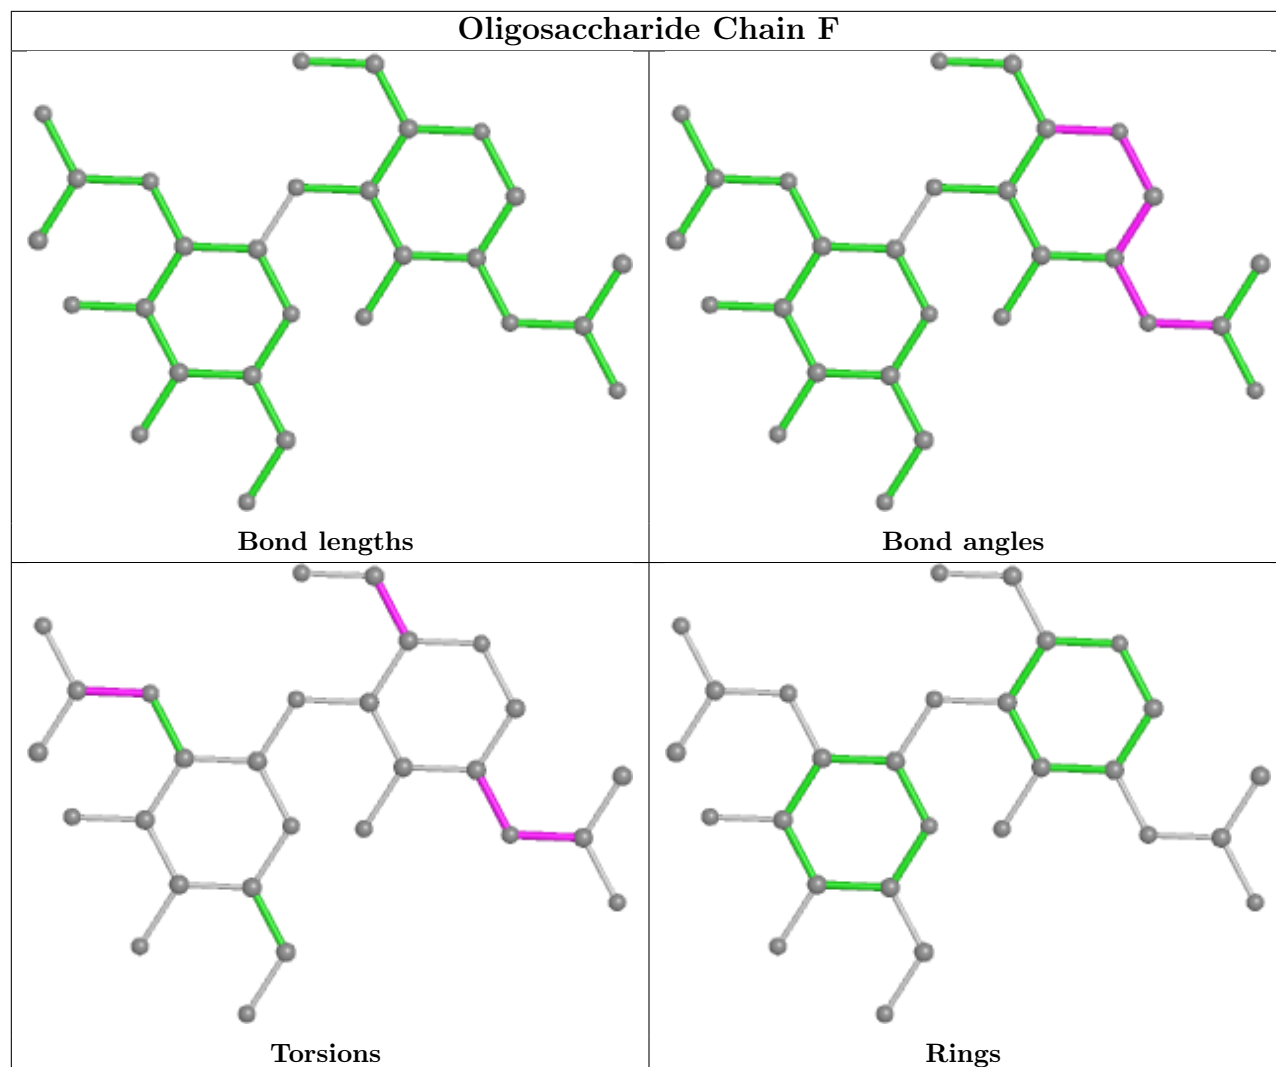 Oligosaccharide Chain F
Bond lengths
Bond angles
Torsions
Rings